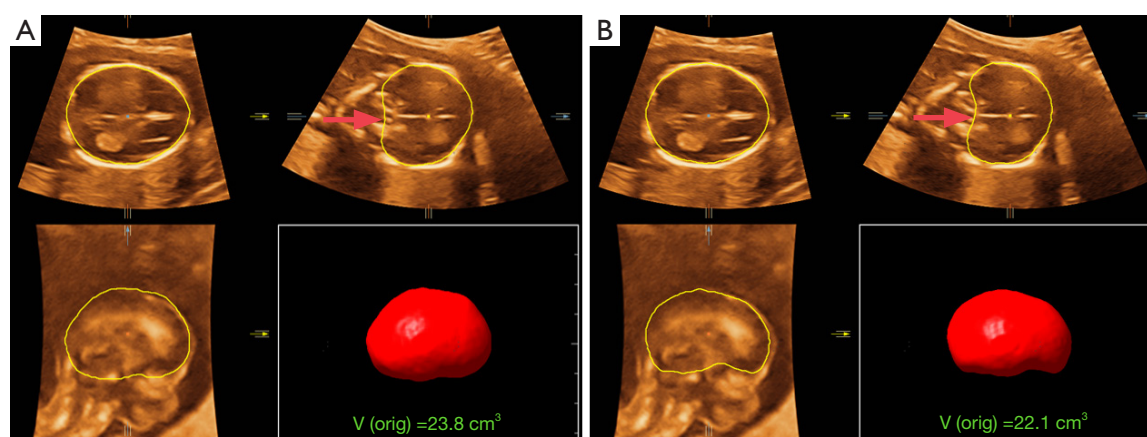 A
B
V (orig) =23.8 cm³
V (orig) =22.1 cm³